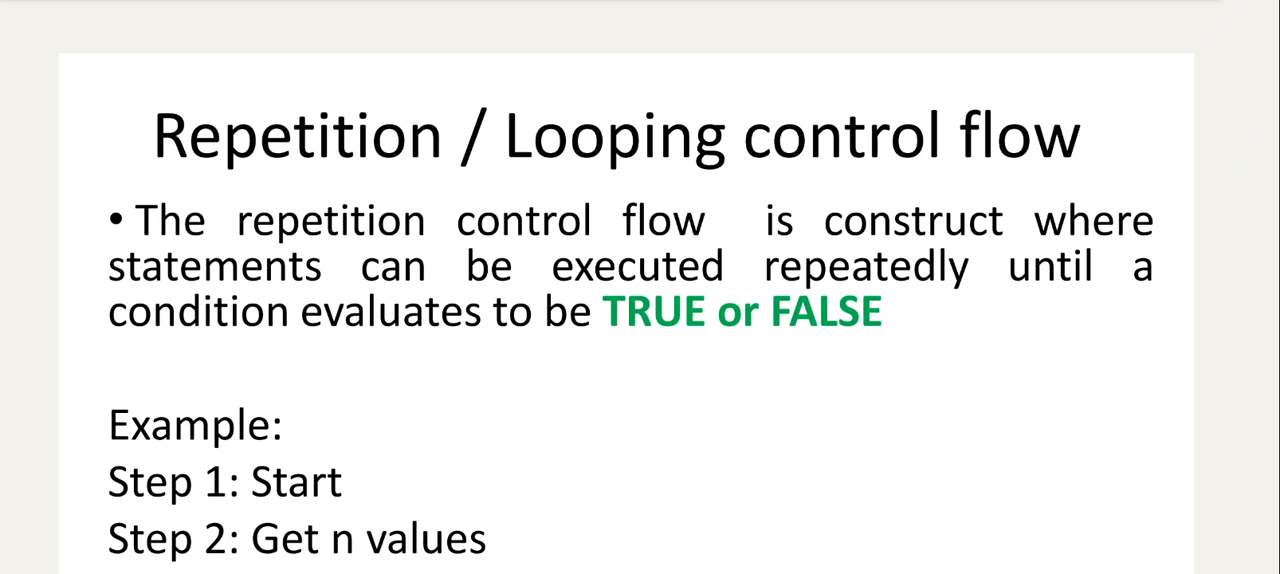 Repetition / Looping control flow
• The repetition control flow is construct where
statements can be executed repeatedly until a
condition evaluates to be TRUE or FALSE
Example:
Step 1: Start
Step 2: Get n values